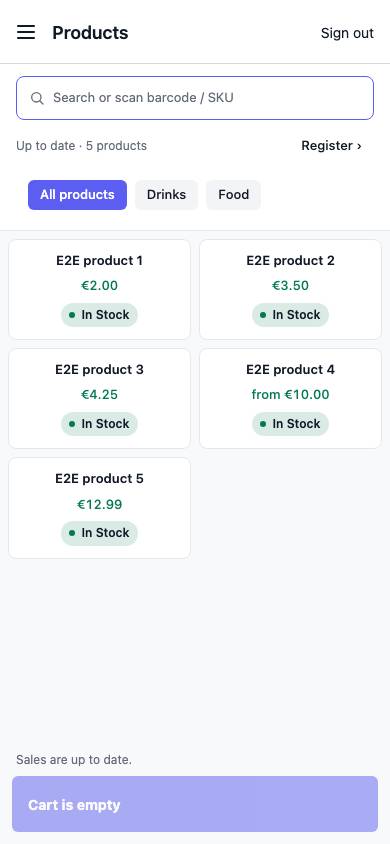 Products
Sign out
Search or scan barcode / SKU
Up to date · 5 products
Register ›
All products
Drinks
Food
E2E product 1
€2.00
In Stock
E2E product 2
€3.50
In Stock
E2E product 3
€4.25
In Stock
E2E product 4
from €10.00
In Stock
E2E product 5
€12.99
In Stock
Sales are up to date.
Cart is empty